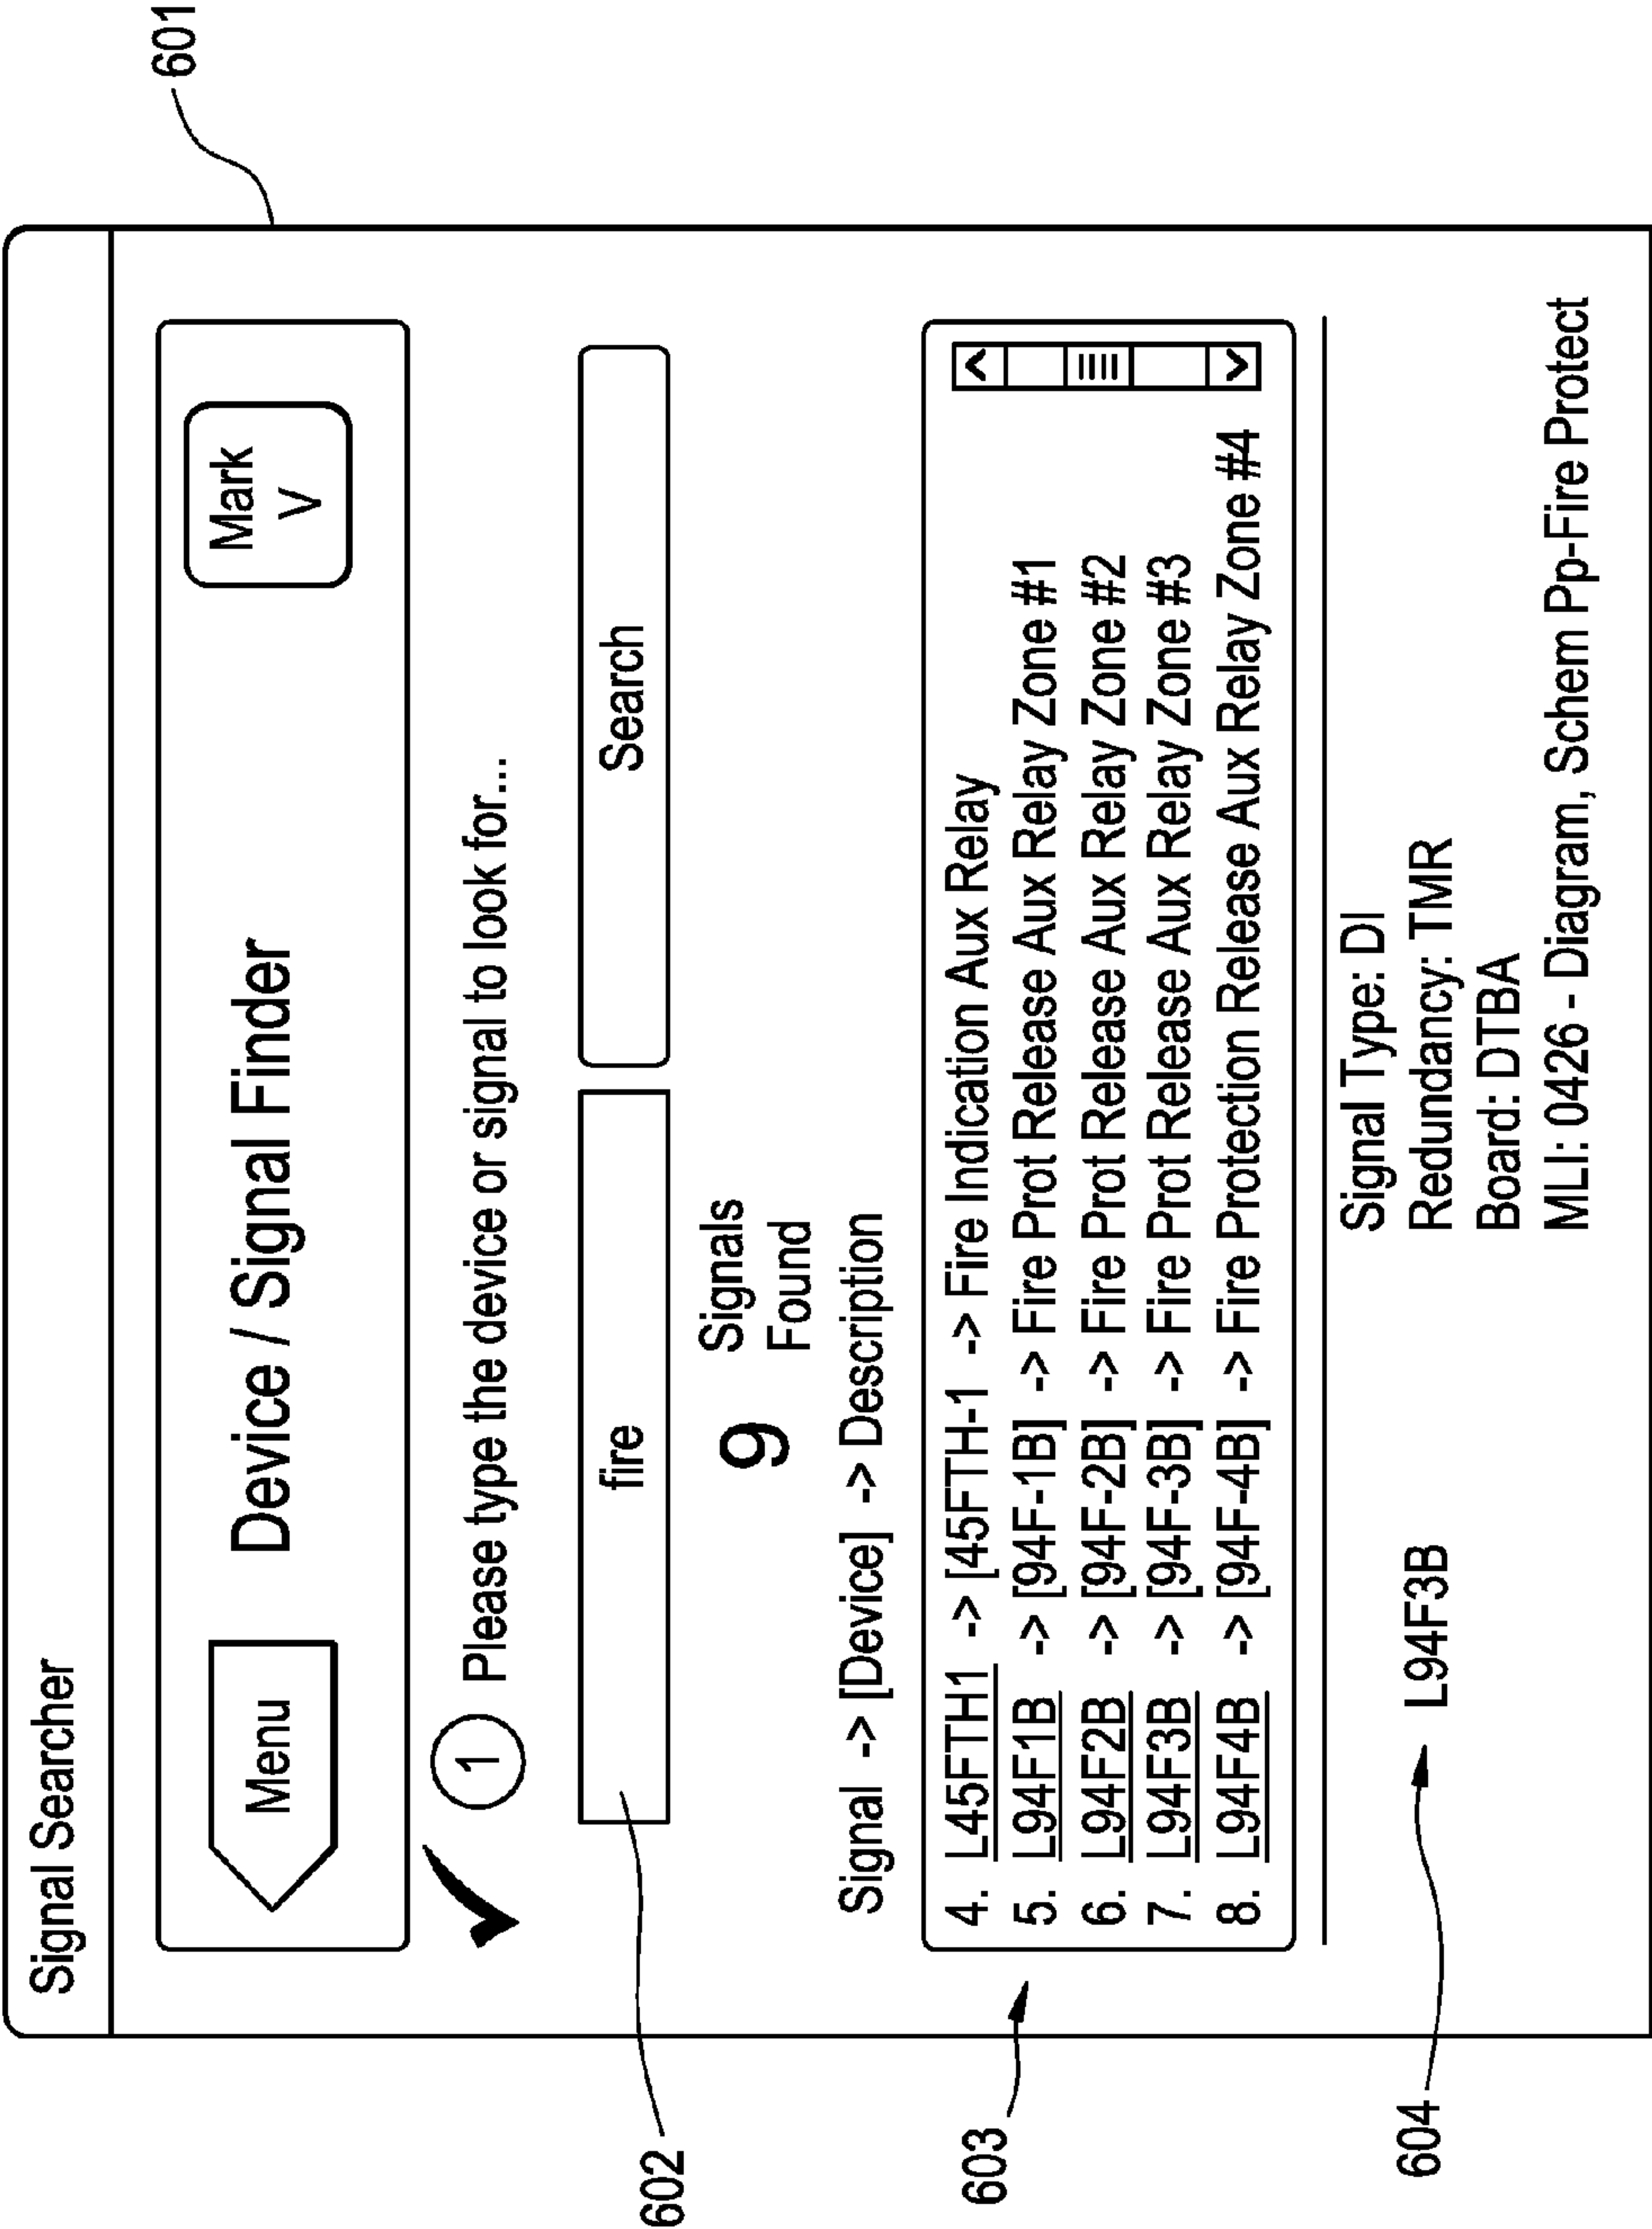 601
Signal Searcher
Menu
Device / Signal Finder
Mark
V
1 Please type the device or signal to look for...
fire
Search
602
9
Signals
Found
Signal -> [Device] -> Description
603
4. L45FTH1 -> [45FTH-1 -> Fire Indication Aux Relay
5. L94F1B -> [94F-1B] -> Fire Prot Release Aux Relay Zone #1
6. L94F2B -> [94F-2B] -> Fire Prot Release Aux Relay Zone #2
7. L94F3B -> [94F-3B] -> Fire Prot Release Aux Relay Zone #3
8. L94F4B -> [94F-4B] -> Fire Protection Release Aux Relay Zone #4
604
L94F3B
Signal Type: DI
Redundancy: TMR
Board: DTBA
MLI: 0426 - Diagram, Schem Pp-Fire Protect